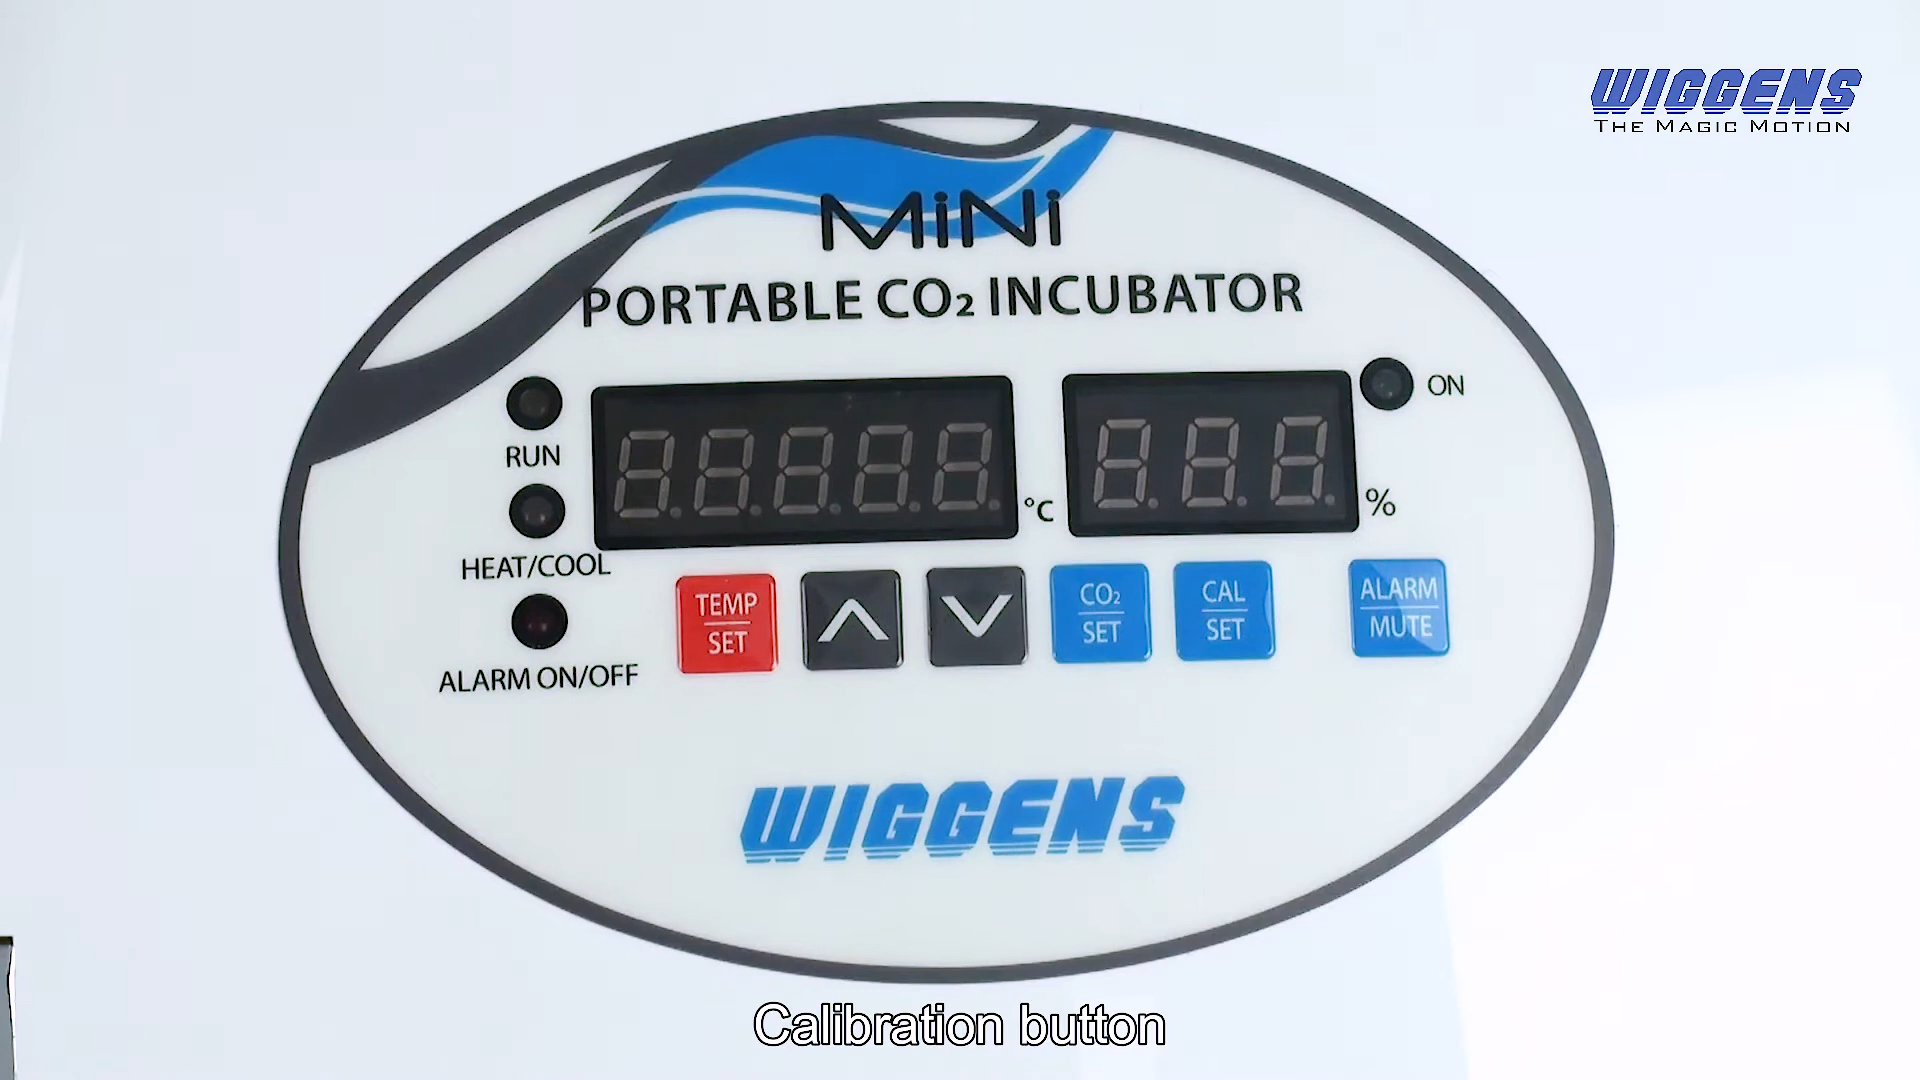 WIGGENS
THE MAGIC MOTION
MiNi
PORTABLE CO₂ INCUBATOR
ON
RUN
°C
%
HEAT/COOL
TEMP
SET
CO₂
SET
CAL
SET
ALARM
MUTE
ALARM ON/OFF
WIGGENS
Calibration button